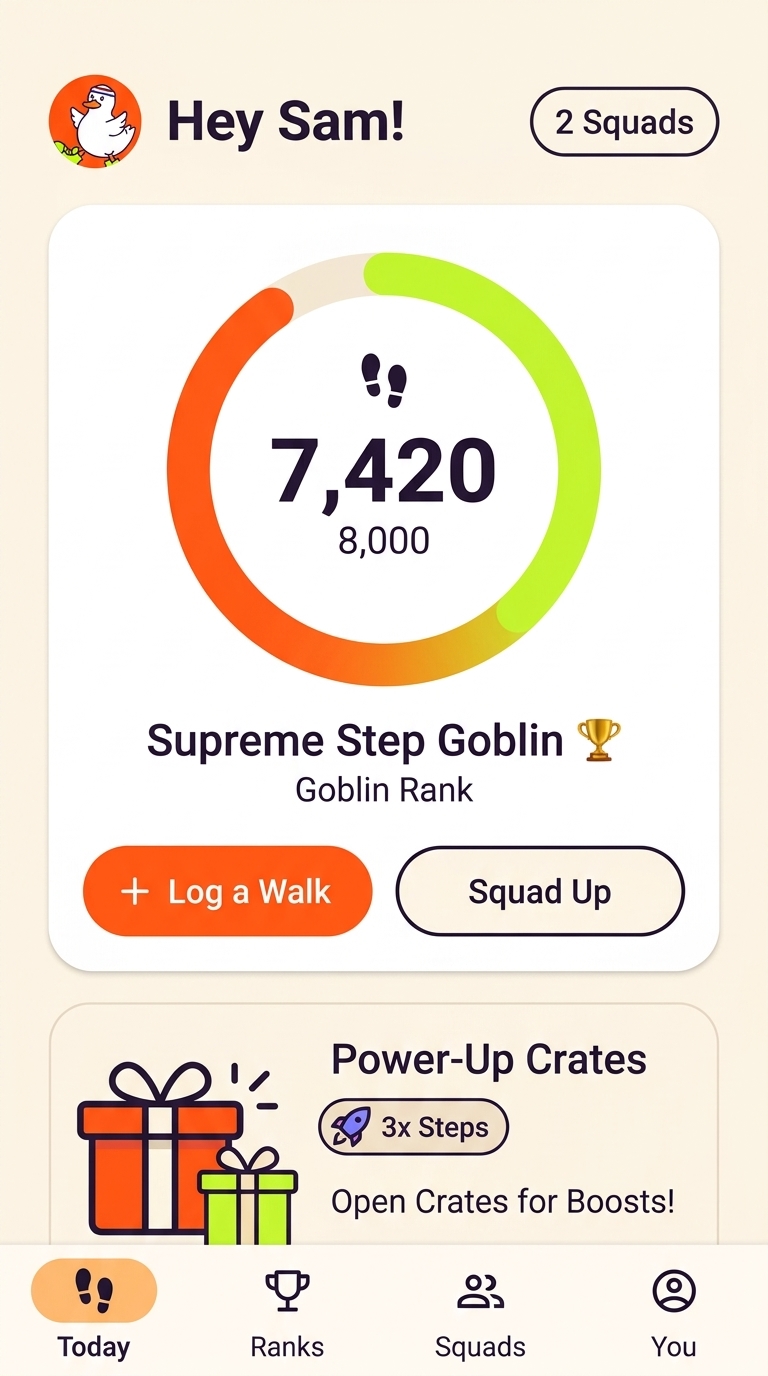 Hey Sam!
2 Squads
7,420
8,000
Supreme Step Goblin 🏆
Goblin Rank
+ Log a Walk
Squad Up
Power-Up Crates
3x Steps
Open Crates for Boosts!
Today
Ranks
Squads
You